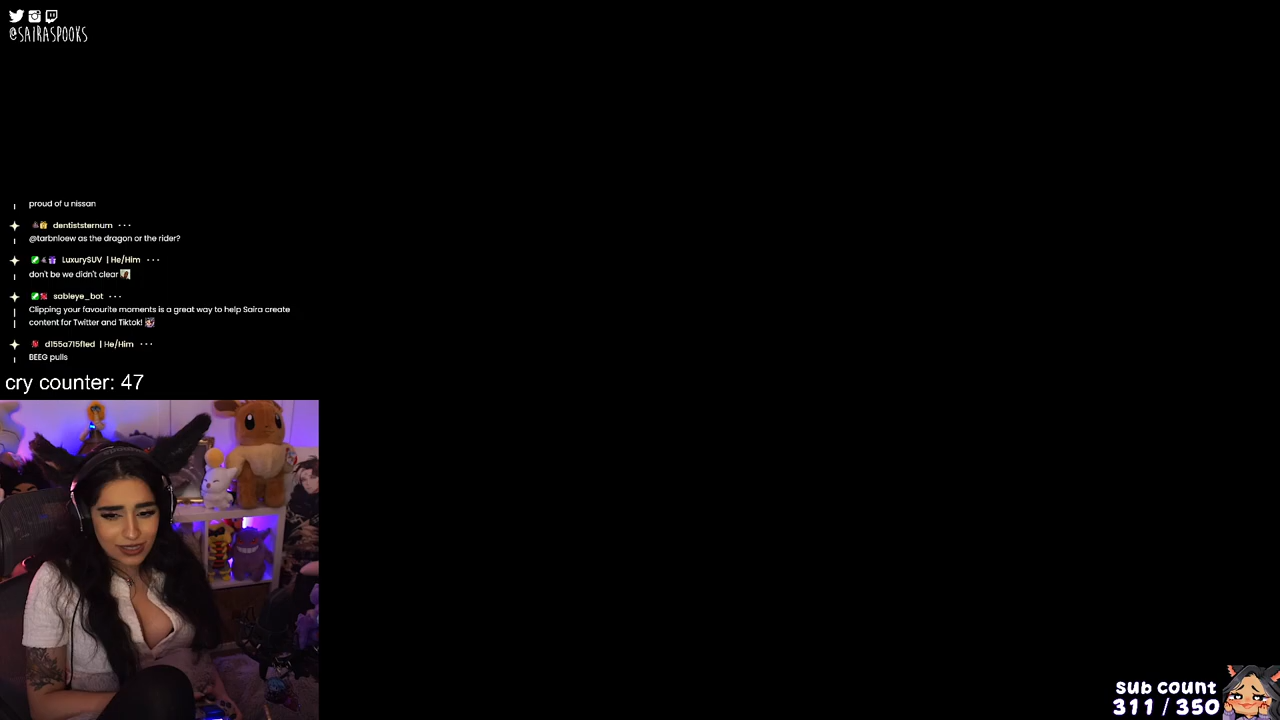 @SAIRASPOOKS
proud of u nissan
dentiststernum
@tarbnloew as the dragon or the rider?
LuxurySUV | He/Him
don't be we didn't clear
sableye_bot
Clipping your favourite moments is a great way to help Saira create
content for Twitter and Tiktok!
d155a715f1ed | He/Him
BEEG pulls
cry counter: 47
sub count
311 / 350